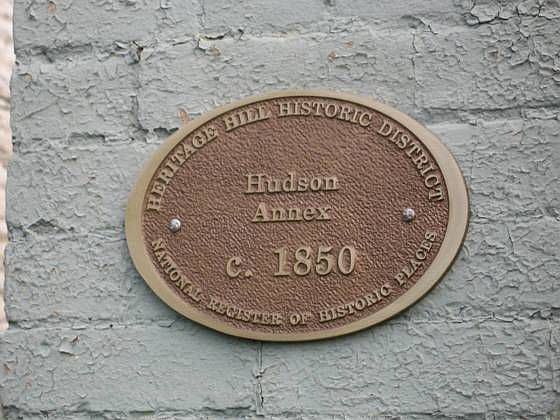 HERITAGE HILL HISTORIC DISTRICT
Hudson
Annex
c. 1850
NATIONAL REGISTER OF HISTORIC PLACES